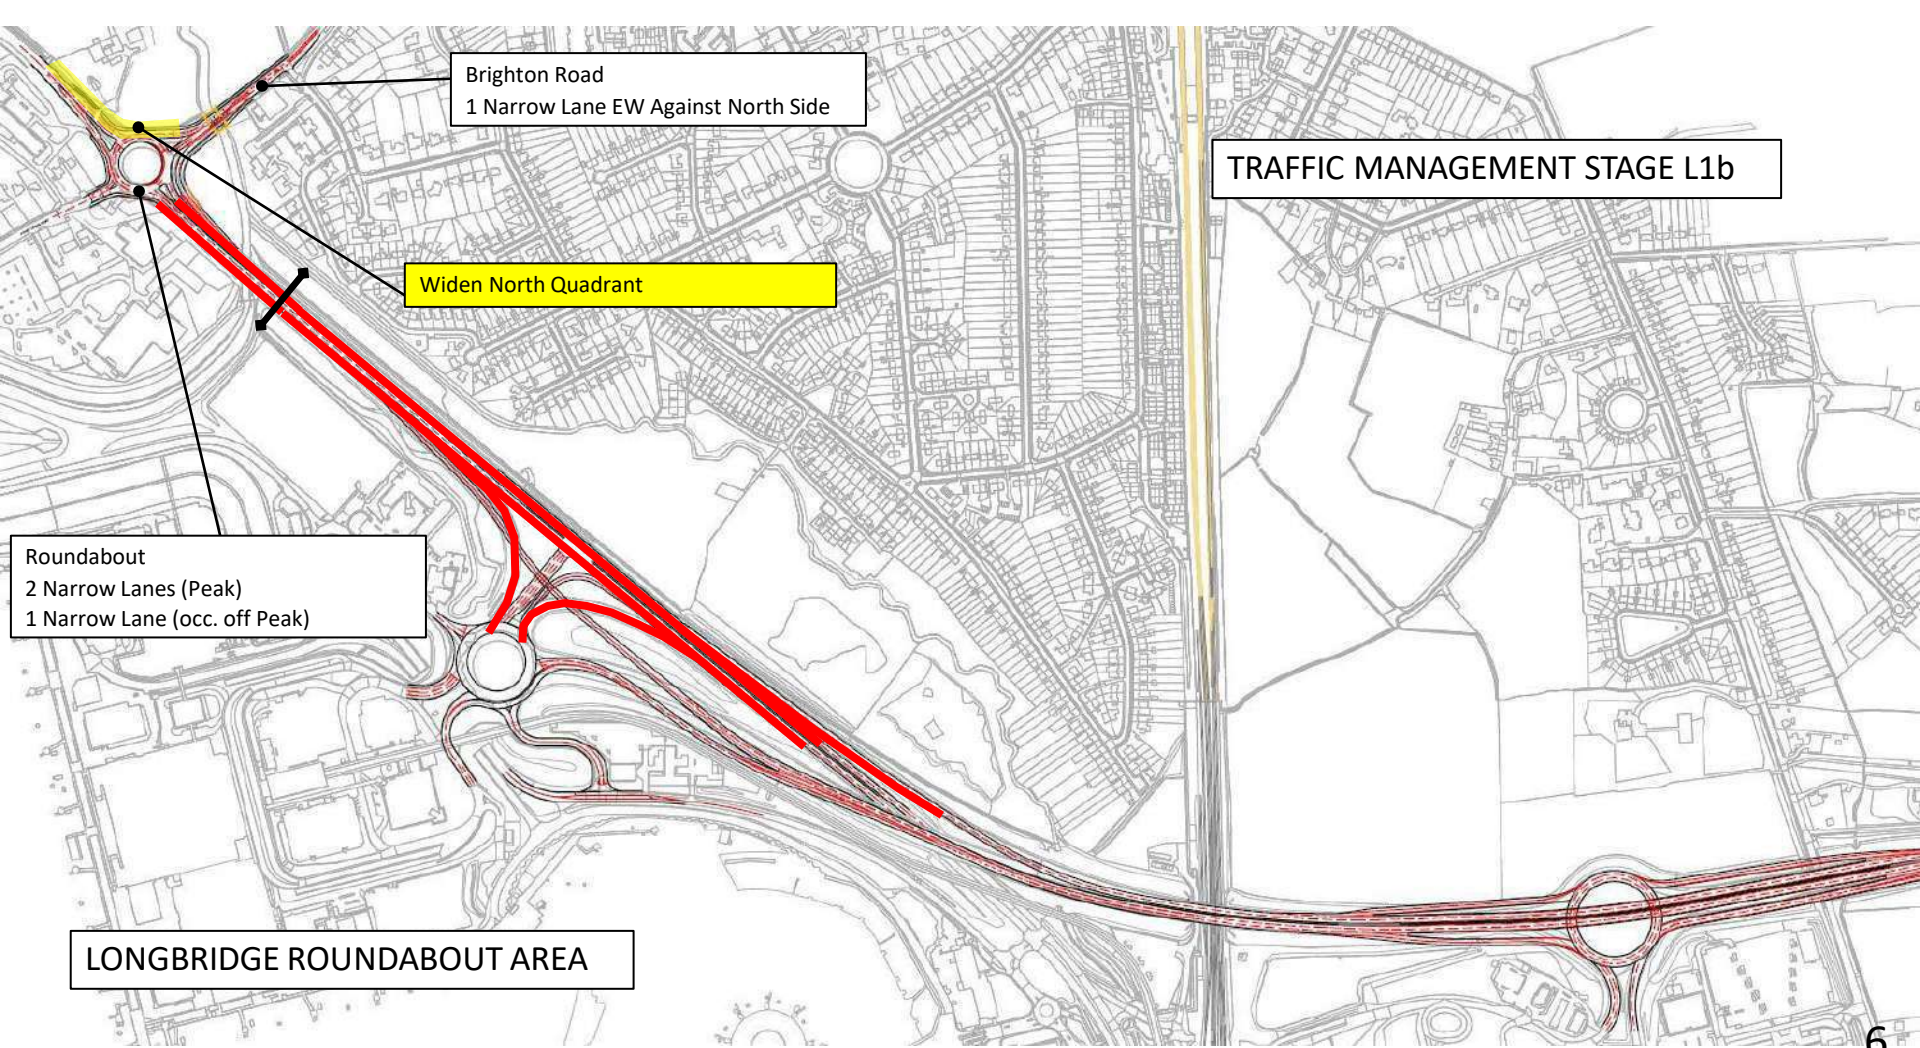 Brighton Road
1 Narrow Lane EW Against North Side
TRAFFIC MANAGEMENT STAGE L1b
Widen North Quadrant
Roundabout
2 Narrow Lanes (Peak)
1 Narrow Lane (occ. off Peak)
LONGBRIDGE ROUNDABOUT AREA
6